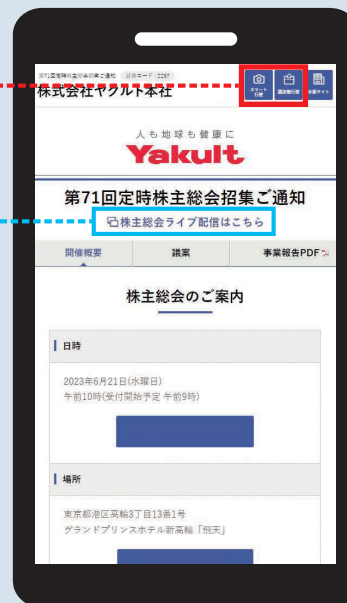 第71回定時株主総会招集ご通知 証券コード:2267
株式会社ヤクルト本社
スマート
行使
議決権行使
企業サイト
人も地球も健康に
Yakult
第71回定時株主総会招集ご通知
株主総会ライブ配信はこちら
開催概要
議案
事業報告PDF
株主総会のご案内
日時
2023年6月21日(水曜日)
午前10時(受付開始予定 午前9時)
場所
東京都港区高輪3丁目13番1号
グランドプリンスホテル新高輪「飛天」